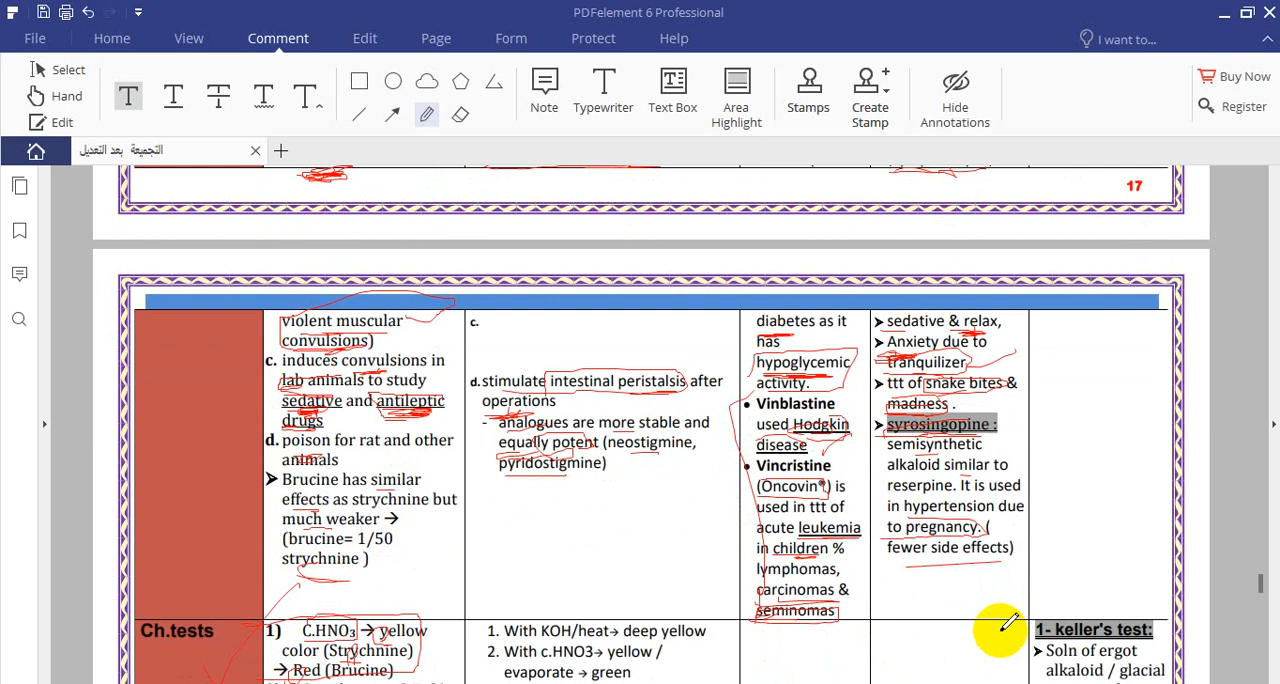 PDFelement 6 Professional
File Home View Comment Edit Page Form Protect Help I want to...
Select
Hand
Edit
Note Typewriter Text Box Area Highlight Stamps Create Stamp Hide Annotations
Buy Now
Register
التجميعة بعد التعديل
17
violent muscular
convulsions)
c. induces convulsions in
lab animals to study
sedative and antileptic
drugs
d. poison for rat and other
animals
➤ Brucine has similar
effects as strychnine but
much weaker →
(brucine= 1/50
strychnine )
c.
d. stimulate intestinal peristalsis after
operations
- analogues are more stable and
equally potent (neostigmine,
pyridostigmine)
diabetes as it
has
hypoglycemic
activity.
• Vinblastine
used Hodgkin
disease
• Vincristine
(Oncovin®) is
used in ttt of
acute leukemia
in children %
lymphomas,
carcinomas &
seminomas
➤ sedative & relax,
➤ Anxiety due to
tranquilizer
➤ ttt of snake bites &
madness .
➤ syrosingopine :
semisynthetic
alkaloid similar to
reserpine. It is used
in hypertension due
to pregnancy. (
fewer side effects)
Ch.tests
1) C.HNO3 → yellow
color (Strychnine)
→ Red (Brucine)
1. With KOH/heat→ deep yellow
2. With c.HNO3→ yellow /
evaporate → green
1- keller's test:
➤ Soln of ergot
alkaloid / glacial